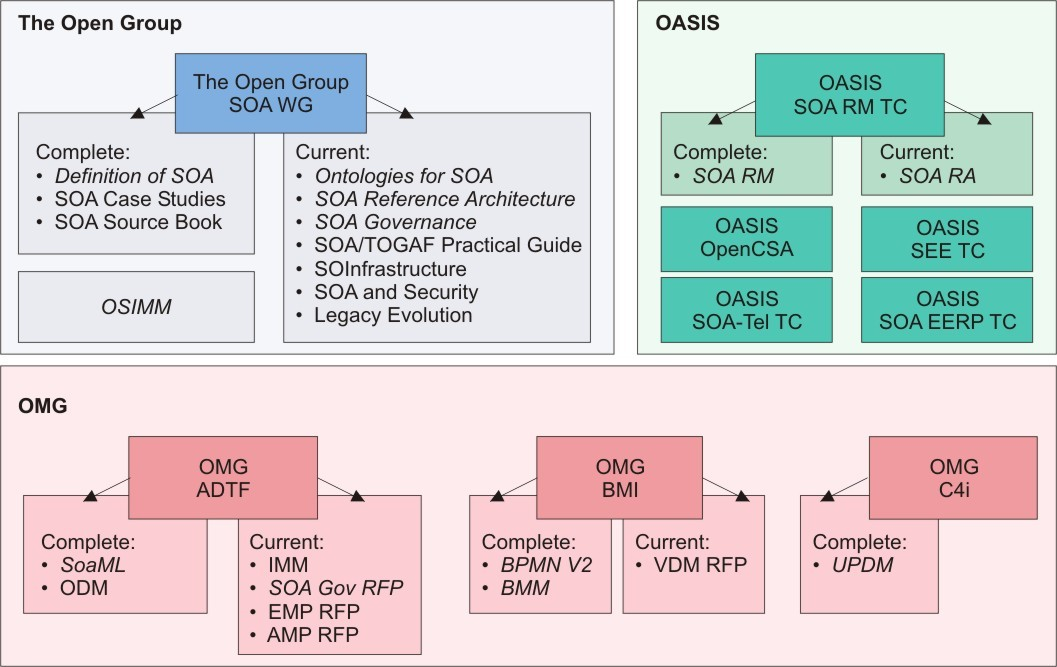 The Open Group
The Open Group
SOA WG
Complete:
• Definition of SOA
• SOA Case Studies
• SOA Source Book
OSIMM
Current:
• Ontologies for SOA
• SOA Reference Architecture
• SOA Governance
• SOA/TOGAF Practical Guide
• SOInfrastructure
• SOA and Security
• Legacy Evolution
OASIS
OASIS
SOA RM TC
Complete:
• SOA RM
Current:
• SOA RA
OASIS
OpenCSA
OASIS
SEE TC
OASIS
SOA-Tel TC
OASIS
SOA EERP TC
OMG
OMG
ADTF
Complete:
• SoaML
• ODM
Current:
• IMM
• SOA Gov RFP
• EMP RFP
• AMP RFP
OMG
BMI
Complete:
• BPMN V2
• BMM
Current:
• VDM RFP
OMG
C4i
Complete:
• UPDM